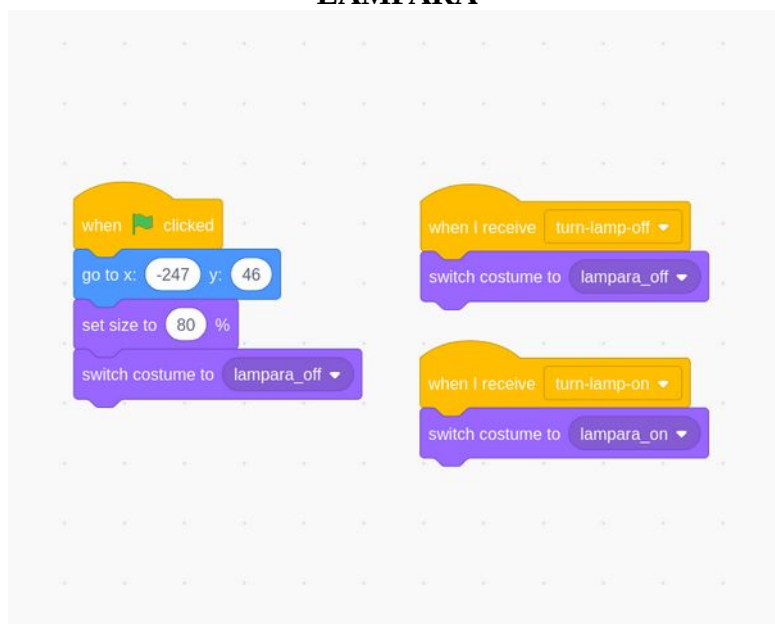 LAMPARA
when clicked
go to x: -247 y: 46
set size to 80 %
switch costume to lampara_off
when I receive turn-lamp-off
switch costume to lampara_off
when I receive turn-lamp-on
switch costume to lampara_on